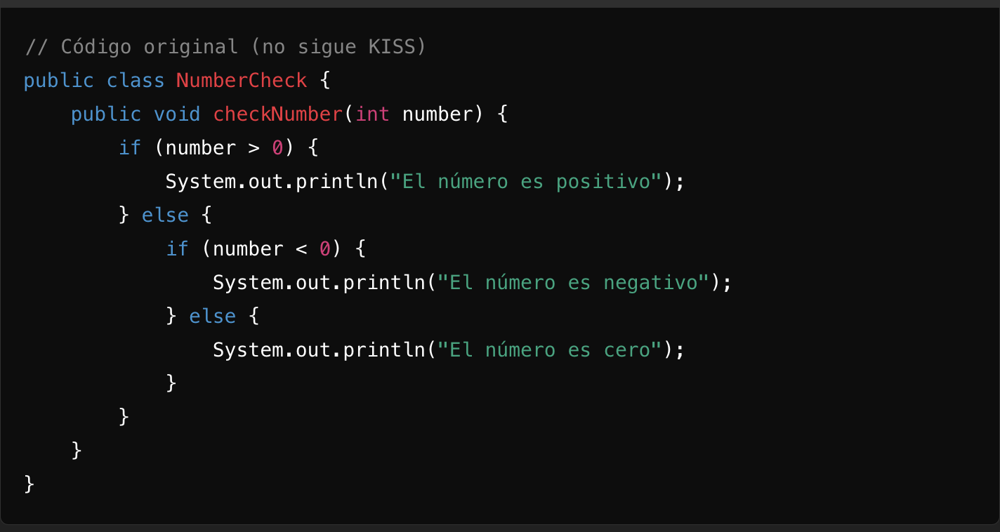 // Código original (no sigue KISS)
public class NumberCheck {
    public void checkNumber(int number) {
        if (number > 0) {
            System.out.println("El número es positivo");
        } else {
            if (number < 0) {
                System.out.println("El número es negativo");
            } else {
                System.out.println("El número es cero");
            }
        }
    }
}